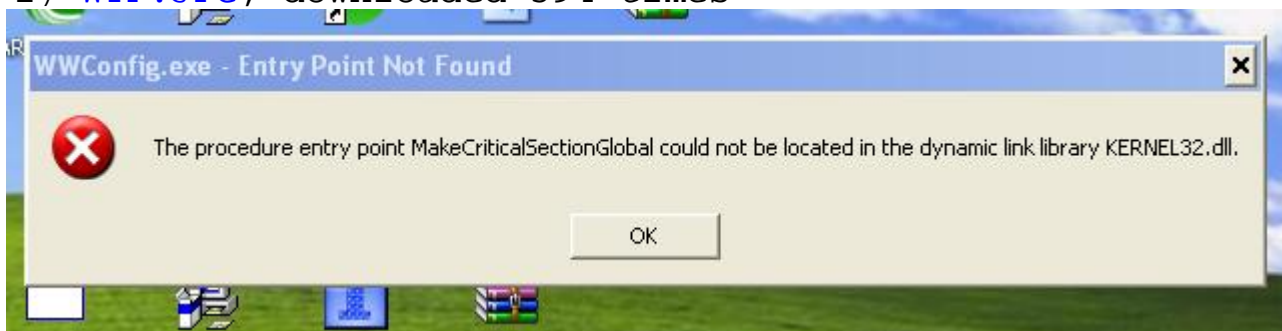 WWConfig.exe - Entry Point Not Found
The procedure entry point MakeCriticalSectionGlobal could not be located in the dynamic link library KERNEL32.dll.
OK